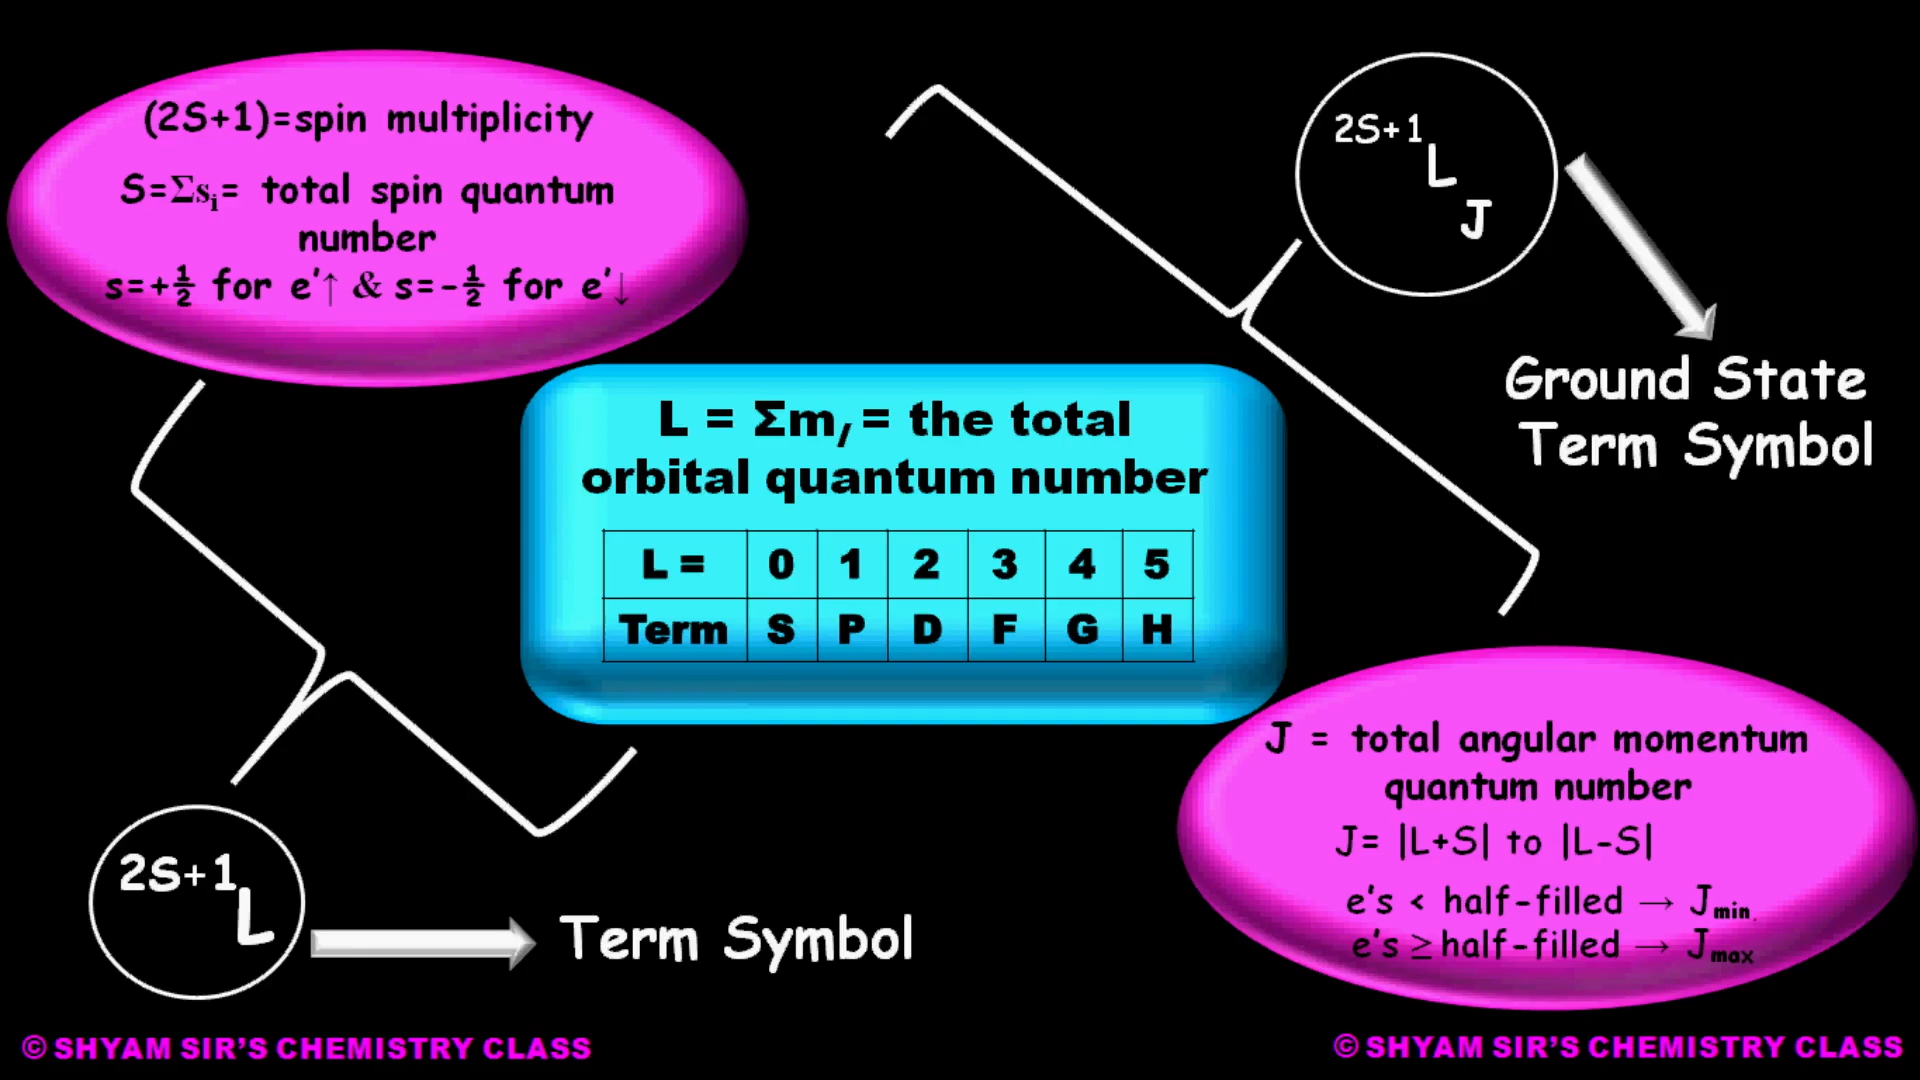 (2S+1)=spin multiplicity
S=Σsᵢ= total spin quantum
number
s=+½ for e'↑ & s=-½ for e'↓
2S+1
L
J
Ground State
Term Symbol
L = Σmₗ = the total
orbital quantum number
L = 0 1 2 3 4 5
Term S P D F G H
J = total angular momentum
quantum number
J= |L+S| to |L-S|
e's < half-filled → Jmin.
e's ≥ half-filled → Jmax
2S+1
L
Term Symbol
© SHYAM SIR'S CHEMISTRY CLASS
© SHYAM SIR'S CHEMISTRY CLASS